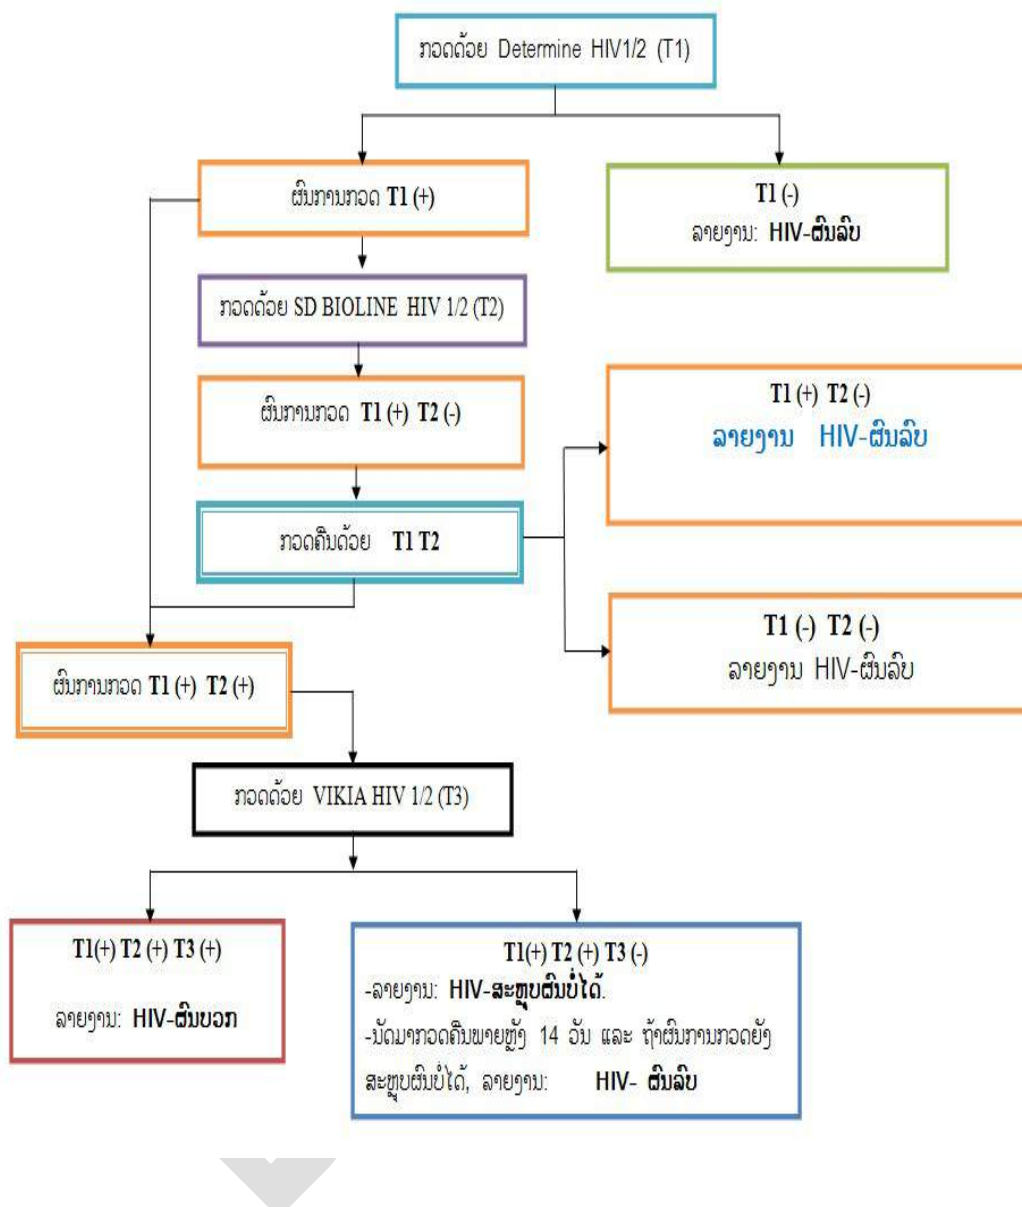 ກວດດ້ວຍ Determine HIV1/2 (T1)
ຜົນການກວດ T1 (+)
T1 (-)
ລາຍງານ: HIV-ຜົນລົບ
ກວດດ້ວຍ SD BIOLINE HIV 1/2 (T2)
ຜົນການກວດ T1 (+) T2 (-)
T1 (+) T2 (-)
ລາຍງານ HIV-ຜົນລົບ
ກວດຄືນດ້ວຍ T1 T2
T1 (-) T2 (-)
ລາຍງານ HIV-ຜົນລົບ
ຜົນການກວດ T1 (+) T2 (+)
ກວດດ້ວຍ VIKIA HIV 1/2 (T3)
T1(+) T2 (+) T3 (+)
ລາຍງານ: HIV-ຜົນບວກ
T1(+) T2 (+) T3 (-)
-ລາຍງານ: HIV-ສະຫຼຸບຜົນບໍ່ໄດ້.
-ນັດມາກວດຄືນພາຍຫຼັງ 14 ວັນ ແລະ ຖ້າຜົນການກວດຍັງ
ສະຫຼຸບຜົນບໍ່ໄດ້, ລາຍງານ: HIV- ຜົນລົບ